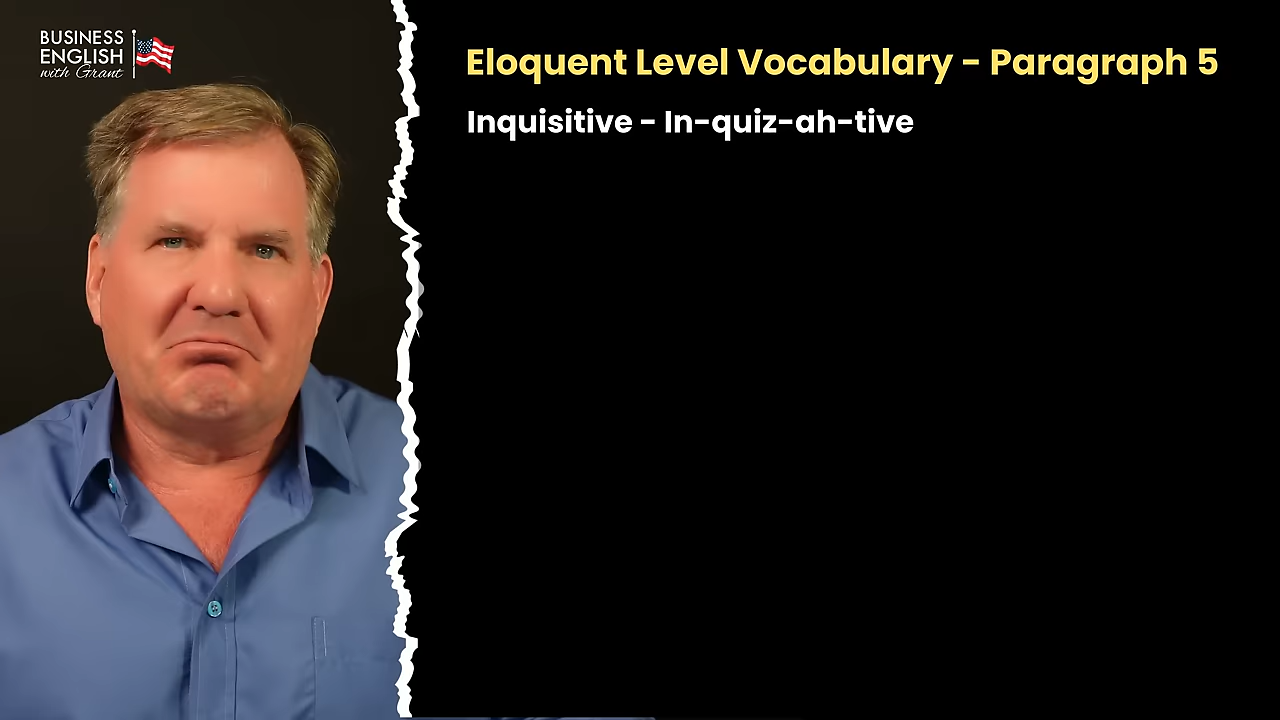 BUSINESS
ENGLISH
with Grant
Eloquent Level Vocabulary - Paragraph 5
Inquisitive - In-quiz-ah-tive